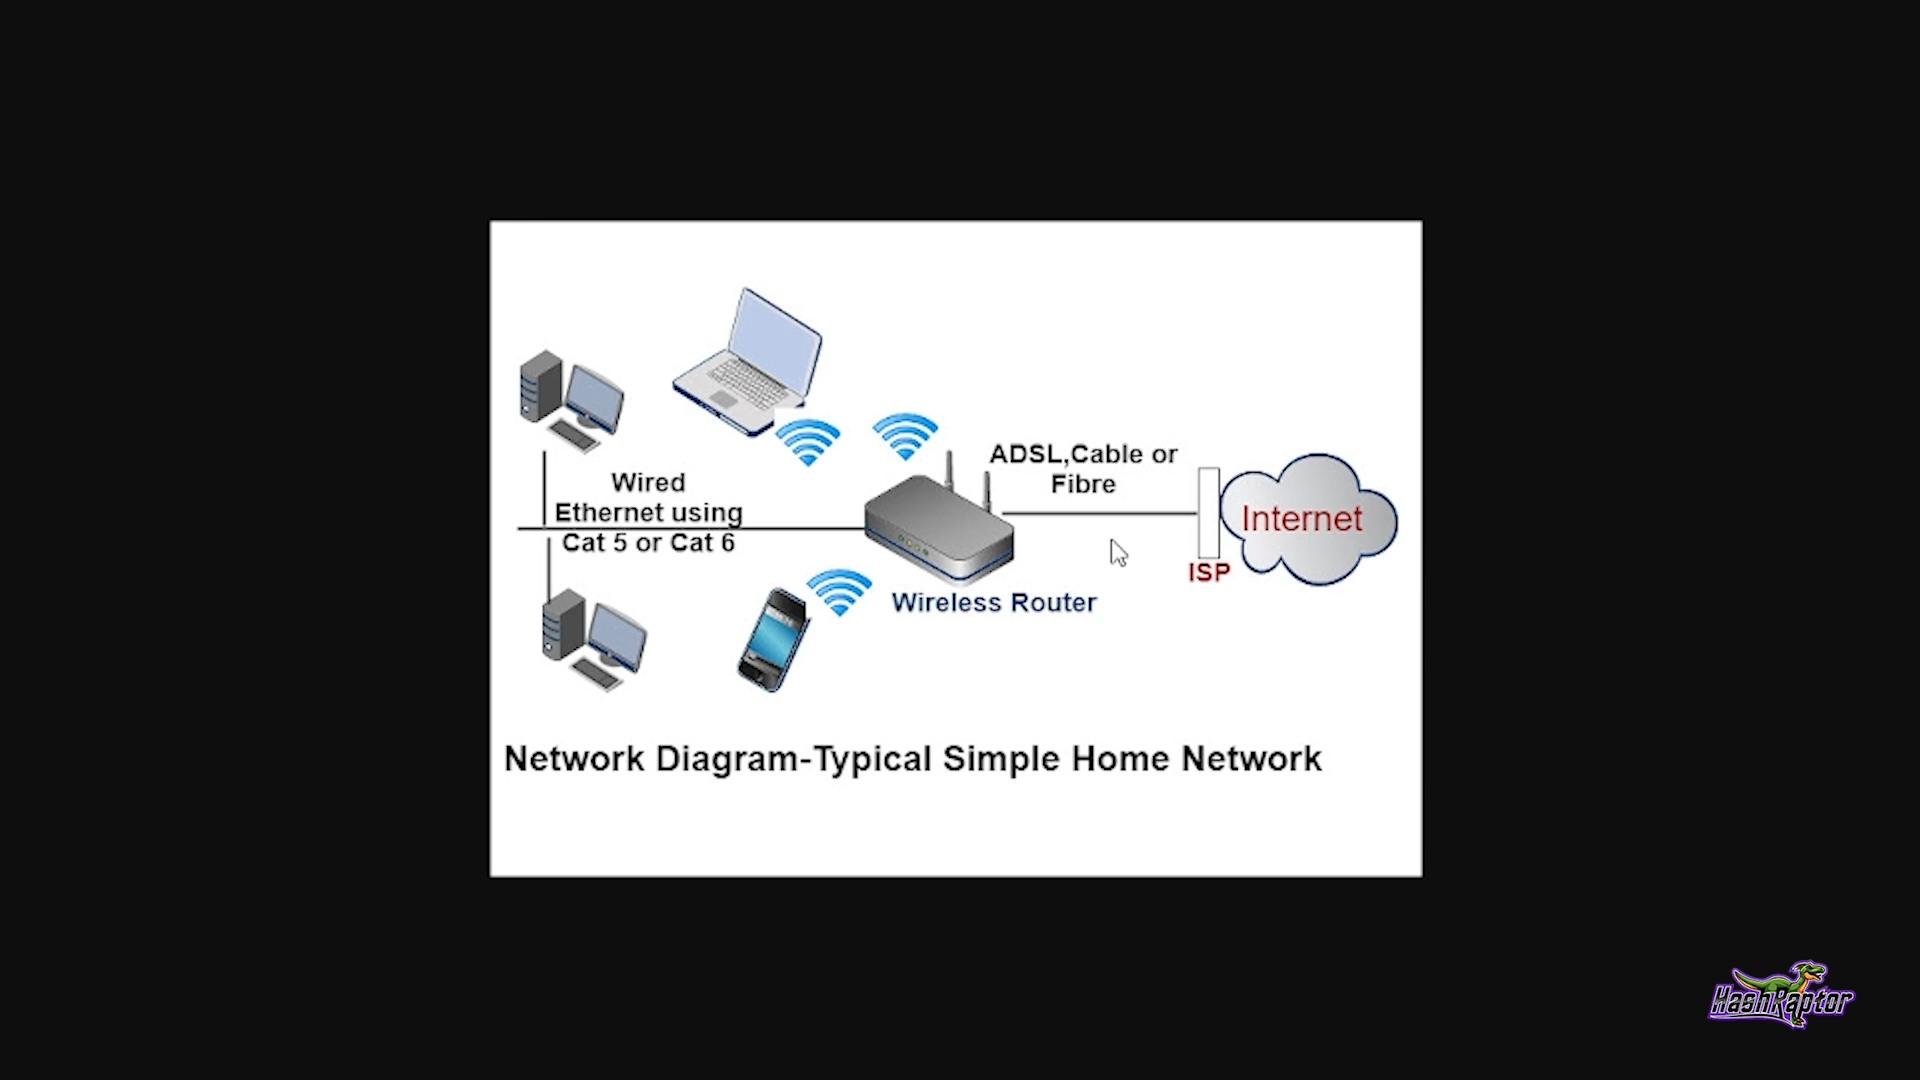 Wired
Ethernet using
Cat 5 or Cat 6
ADSL,Cable or
Fibre
Internet
ISP
Wireless Router
Network Diagram-Typical Simple Home Network
HashRaptor